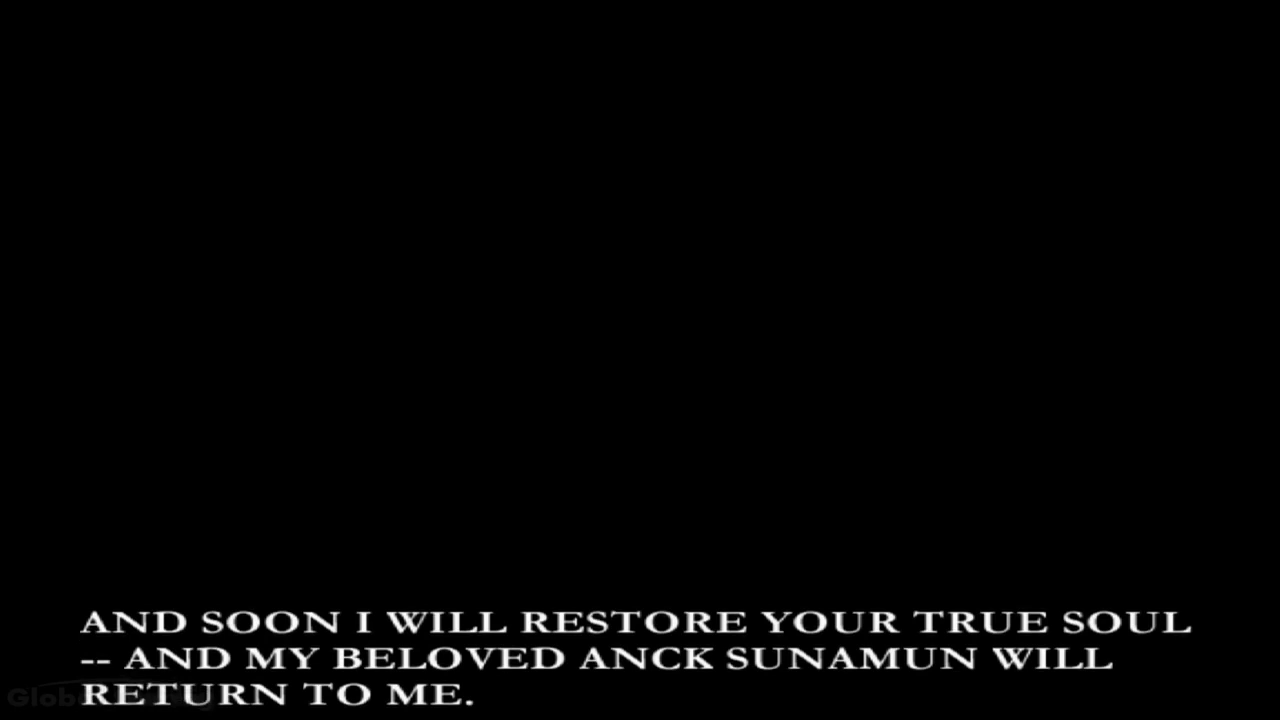 AND SOON I WILL RESTORE YOUR TRUE SOUL
-- AND MY BELOVED ANCK SUNAMUN WILL
RETURN TO ME.